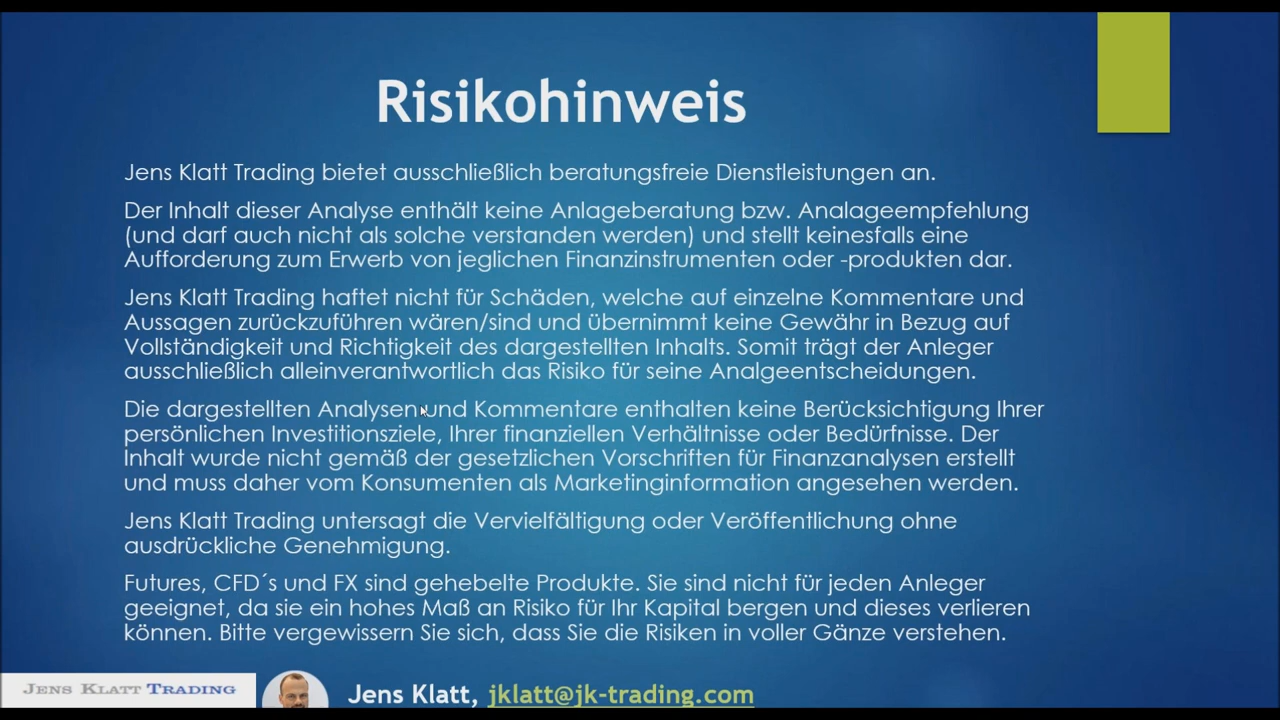 Risikohinweis
Jens Klatt Trading bietet ausschließlich beratungsfreie Dienstleistungen an.
Der Inhalt dieser Analyse enthält keine Anlageberatung bzw. Analageempfehlung
(und darf auch nicht als solche verstanden werden) und stellt keinesfalls eine
Aufforderung zum Erwerb von jeglichen Finanzinstrumenten oder -produkten dar.
Jens Klatt Trading haftet nicht für Schäden, welche auf einzelne Kommentare und
Aussagen zurückzuführen wären/sind und übernimmt keine Gewähr in Bezug auf
Vollständigkeit und Richtigkeit des dargestellten Inhalts. Somit trägt der Anleger
ausschließlich alleinverantwortlich das Risiko für seine Analgeentscheidungen.
Die dargestellten Analysen und Kommentare enthalten keine Berücksichtigung Ihrer
persönlichen Investitionsziele, Ihrer finanziellen Verhältnisse oder Bedürfnisse. Der
Inhalt wurde nicht gemäß der gesetzlichen Vorschriften für Finanzanalysen erstellt
und muss daher vom Konsumenten als Marketinginformation angesehen werden.
Jens Klatt Trading untersagt die Vervielfältigung oder Veröffentlichung ohne
ausdrückliche Genehmigung.
Futures, CFD´s und FX sind gehebelte Produkte. Sie sind nicht für jeden Anleger
geeignet, da sie ein hohes Maß an Risiko für Ihr Kapital bergen und dieses verlieren
können. Bitte vergewissern Sie sich, dass Sie die Risiken in voller Gänze verstehen.
JENS KLATT TRADING
Jens Klatt, jklatt@jk-trading.com